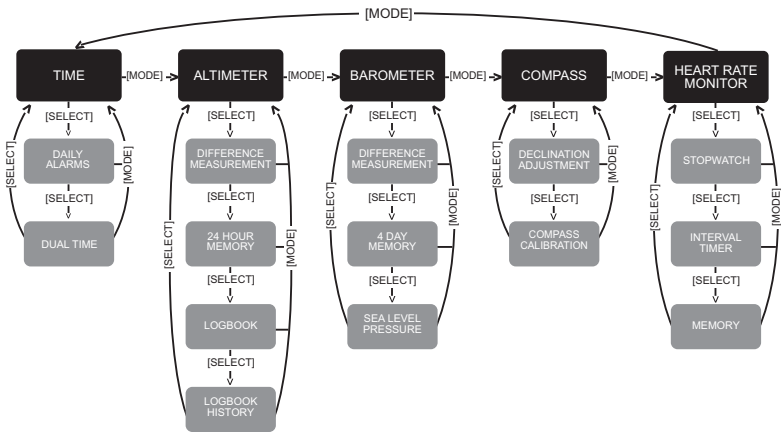 [MODE]
TIME
[MODE]
ALTIMETER
[MODE]
BAROMETER
[MODE]
COMPASS
[MODE]
HEART RATE
MONITOR
[SELECT]
[SELECT]
[SELECT]
[SELECT]
[SELECT]
DAILY
ALARMS
DIFFERENCE
MEASUREMENT
DIFFERENCE
MEASUREMENT
DECLINATION
ADJUSTMENT
STOPWATCH
[SELECT]
[MODE]
[SELECT]
[MODE]
[SELECT]
[MODE]
[SELECT]
[MODE]
[SELECT]
[MODE]
[SELECT]
[SELECT]
[SELECT]
[SELECT]
[SELECT]
DUAL TIME
24 HOUR
MEMORY
4 DAY
MEMORY
COMPASS
CALIBRATION
INTERVAL
TIMER
[SELECT]
[SELECT]
[SELECT]
LOGBOOK
SEA LEVEL
PRESSURE
MEMORY
[SELECT]
LOGBOOK
HISTORY